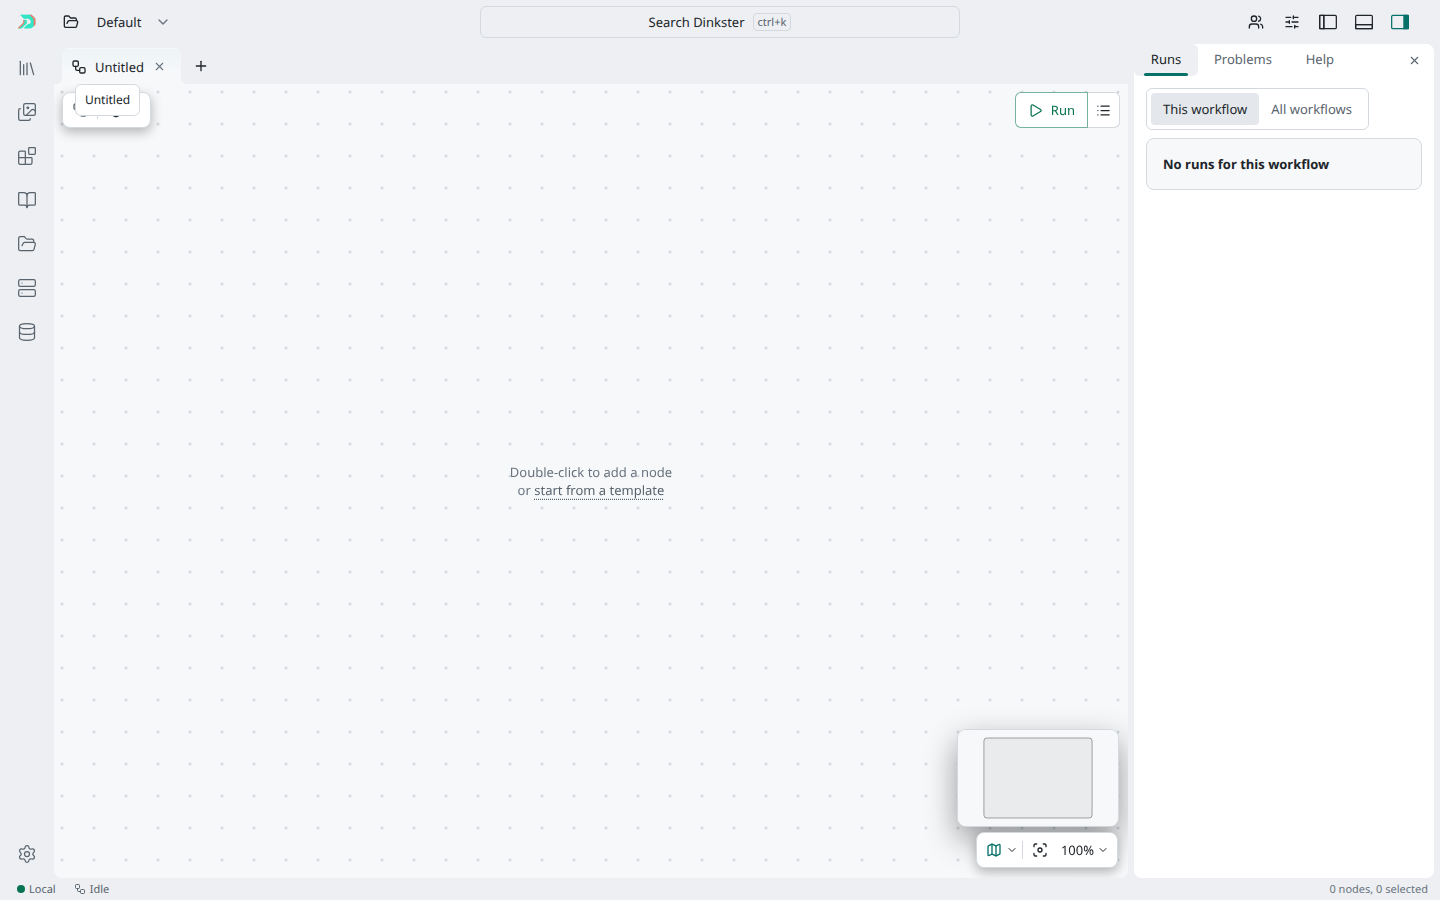 Default
Search Dinkster
ctrl+k
Untitled
Untitled
Run
Runs
Problems
Help
This workflow
All workflows
No runs for this workflow
Double-click to add a node
or start from a template
100%
Local
Idle
0 nodes, 0 selected